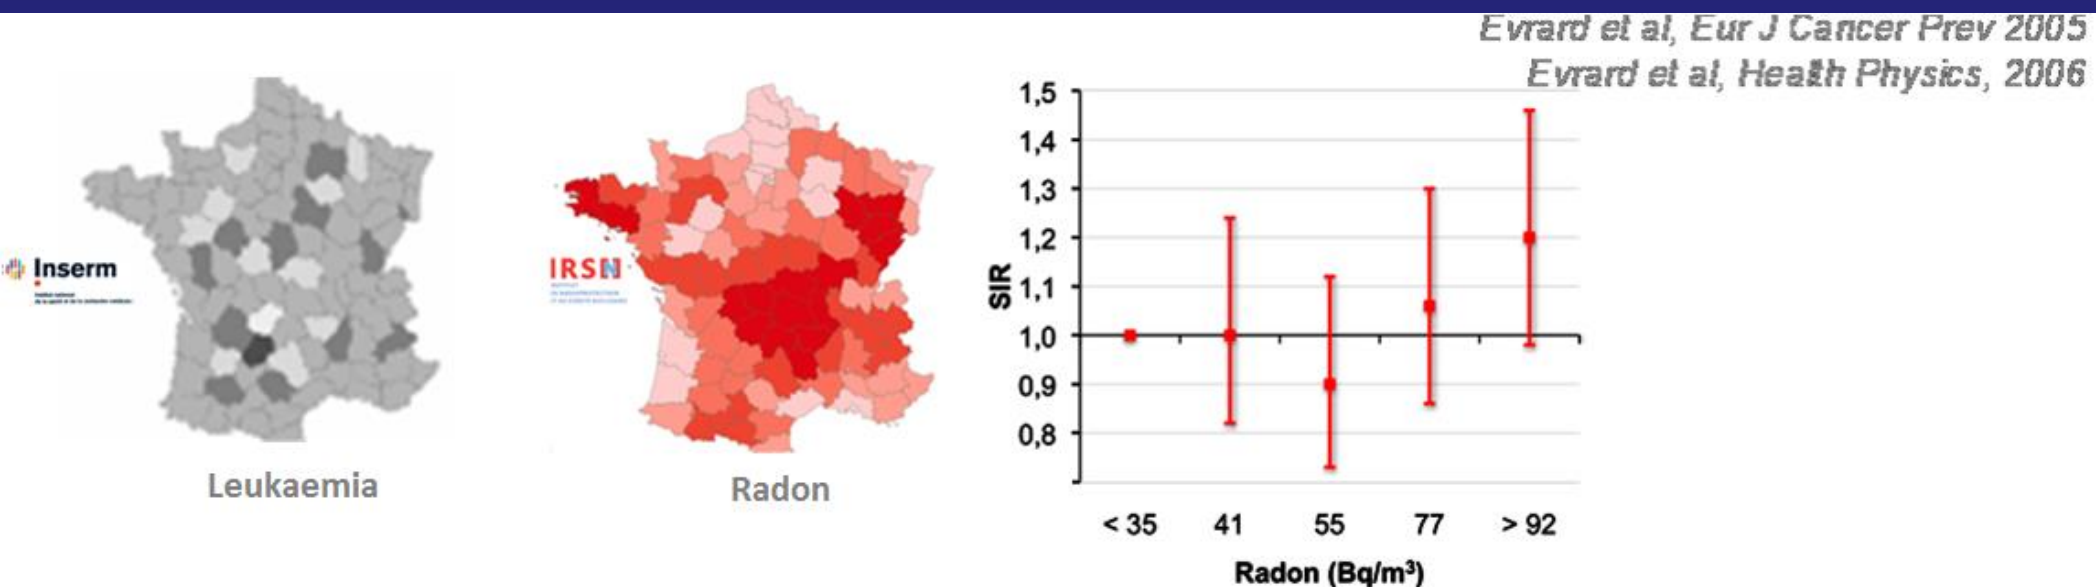 Evrard et al, Eur J Cancer Prev 2005
Evrard et al, Health Physics, 2006
Inserm
Leukaemia
IRSN
Radon
SIR
1,5
1,4
1,3
1,2
1,1
1,0
0,9
0,8
< 35 41 55 77 > 92
Radon (Bq/m³)